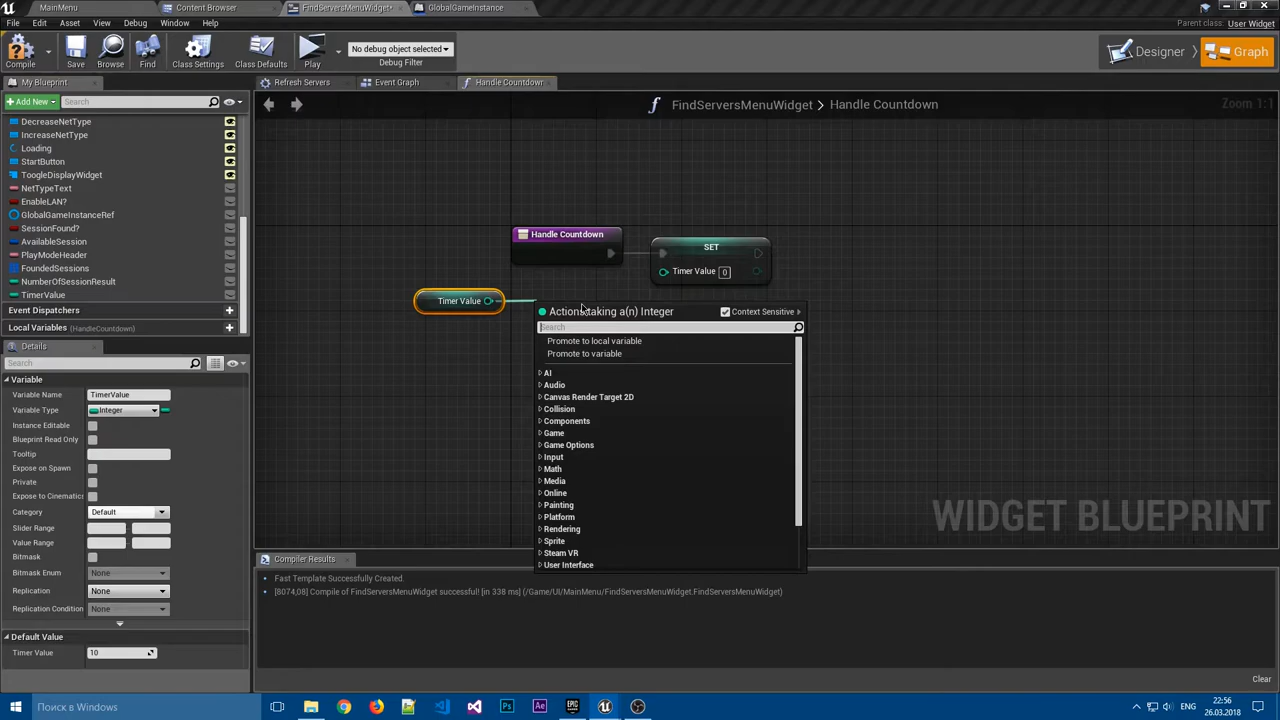 MainMenu
Content Browser
FindServersMenuWidget*
GlobalGameInstance
File Edit Asset View Debug Window Help
Parent class: User Widget
Compile
Save
Browse
Find
Class Settings
Class Defaults
Play
No debug object selected
Debug Filter
Designer
Graph
My Blueprint
Refresh Servers
Event Graph
Handle Countdown
+Add New
Search
FindServersMenuWidget > Handle Countdown
Zoom 1:1
DecreaseNetType
IncreaseNetType
Loading
StartButton
ToogleDisplayWidget
NetTypeText
EnableLAN?
GlobalGameInstanceRef
SessionFound?
AvailableSession
PlayModeHeader
FoundedSessions
NumberOfSessionResult
TimerValue
Event Dispatchers
Local Variables (HandleCountdown)
Details
Search
Variable
Variable Name TimerValue
Variable Type Integer
Instance Editable
Blueprint Read Only
Tooltip
Expose on Spawn
Private
Expose to Cinematics
Category Default
Slider Range
Value Range
Bitmask
Bitmask Enum None
Replication None
Replication Condition None
Default Value
Timer Value 10
Handle Countdown
SET
Timer Value 0
Timer Value
Actions taking a(n) Integer
Context Sensitive
Search
Promote to local variable
Promote to variable
AI
Audio
Canvas Render Target 2D
Collision
Components
Game
Game Options
Input
Math
Media
Online
Painting
Platform
Rendering
Sprite
Steam VR
User Interface
WIDGET BLUEPRINT
Compiler Results
Fast Template Successfully Created.
[8074,08] Compile of FindServersMenuWidget successful! [in 338 ms] (/Game/UI/MainMenu/FindServersMenuWidget.FindServersMenuWidget)
Clear
Поиск в Windows
Ps
Ae
EPIC
ENG
22:56
26.03.2018